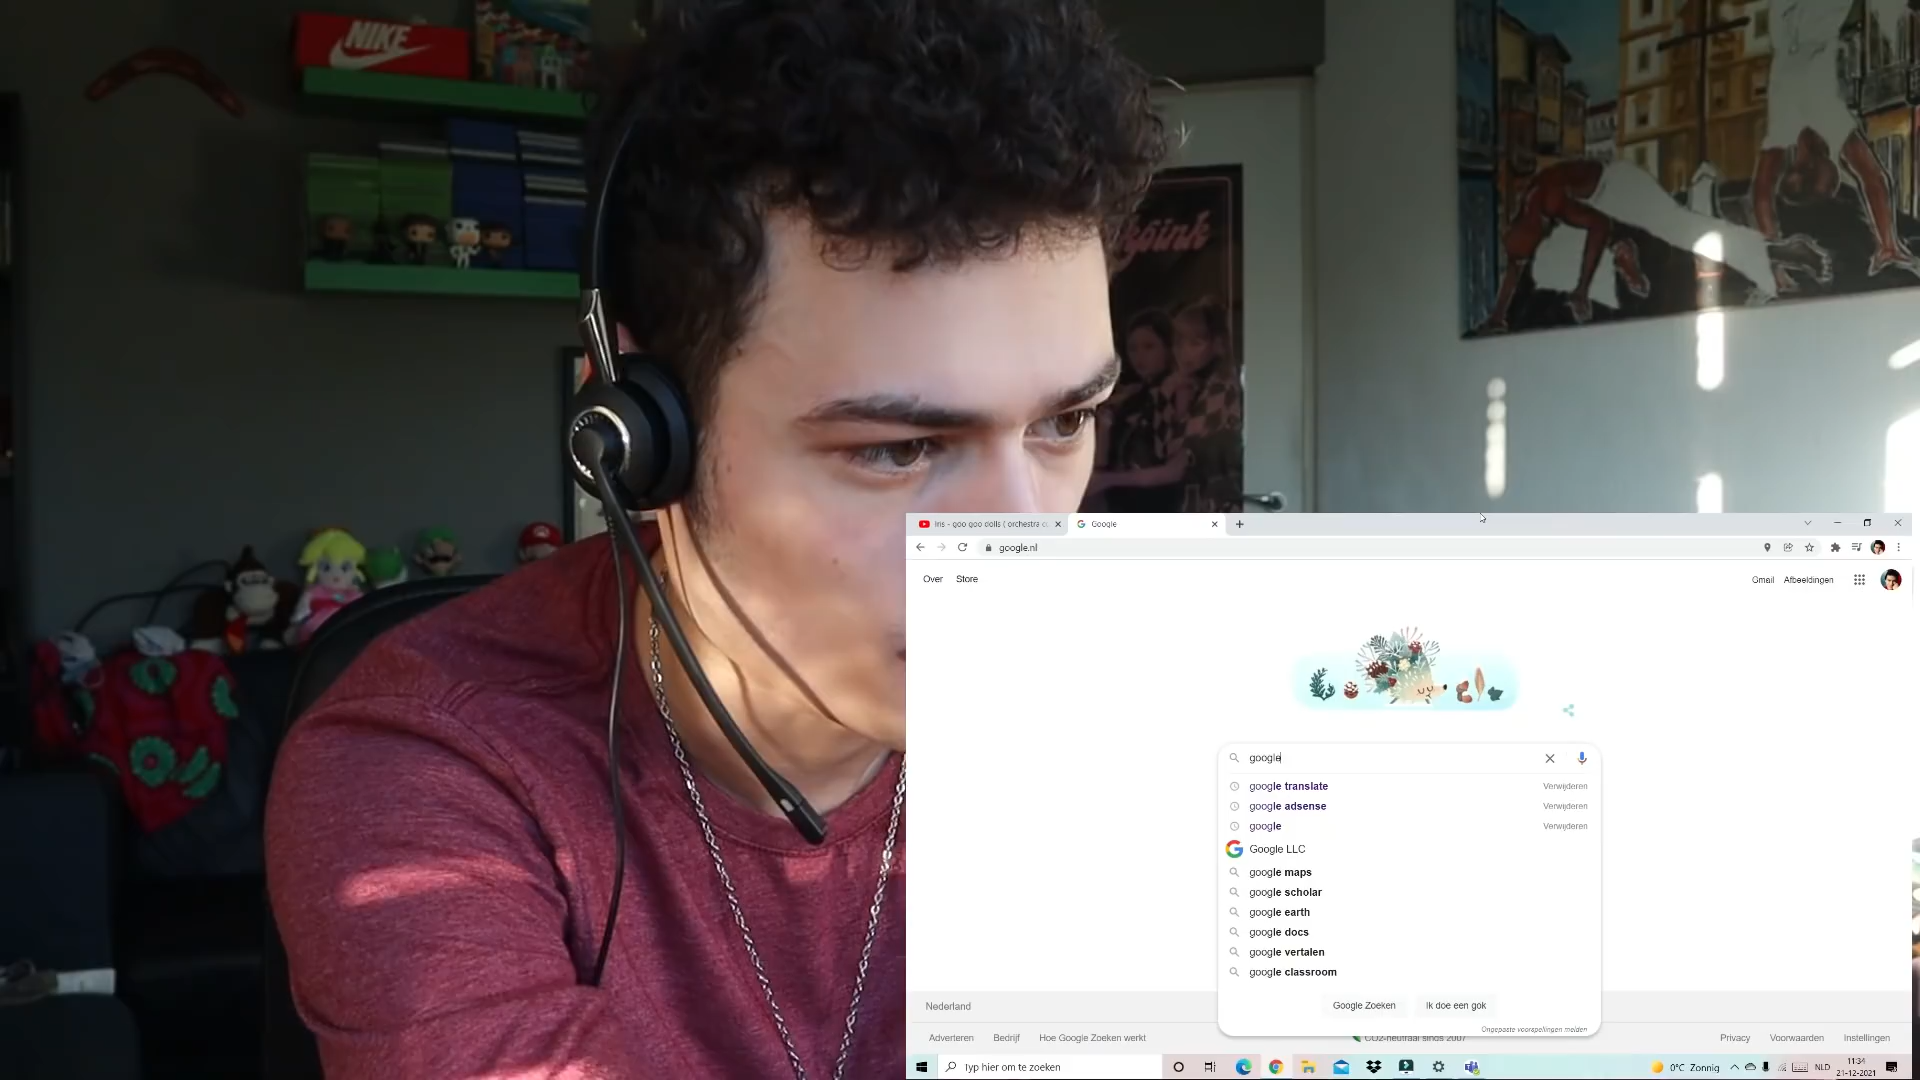 NIKE
Iris - goo goo dolls ( orchestra c
Google
google.nl
Over Store
Gmail Afbeeldingen
google
google translate Verwijderen
google adsense Verwijderen
google Verwijderen
Google LLC
google maps
google scholar
google earth
google docs
google vertalen
google classroom
Google Zoeken Ik doe een gok
Ongepaste voorspellingen melden
Nederland
Adverteren Bedrijf Hoe Google Zoeken werkt CO2-neutraal sinds 2007 Privacy Voorwaarden Instellingen
Typ hier om te zoeken
0°C Zonnig NLD
11:34
21-12-2021